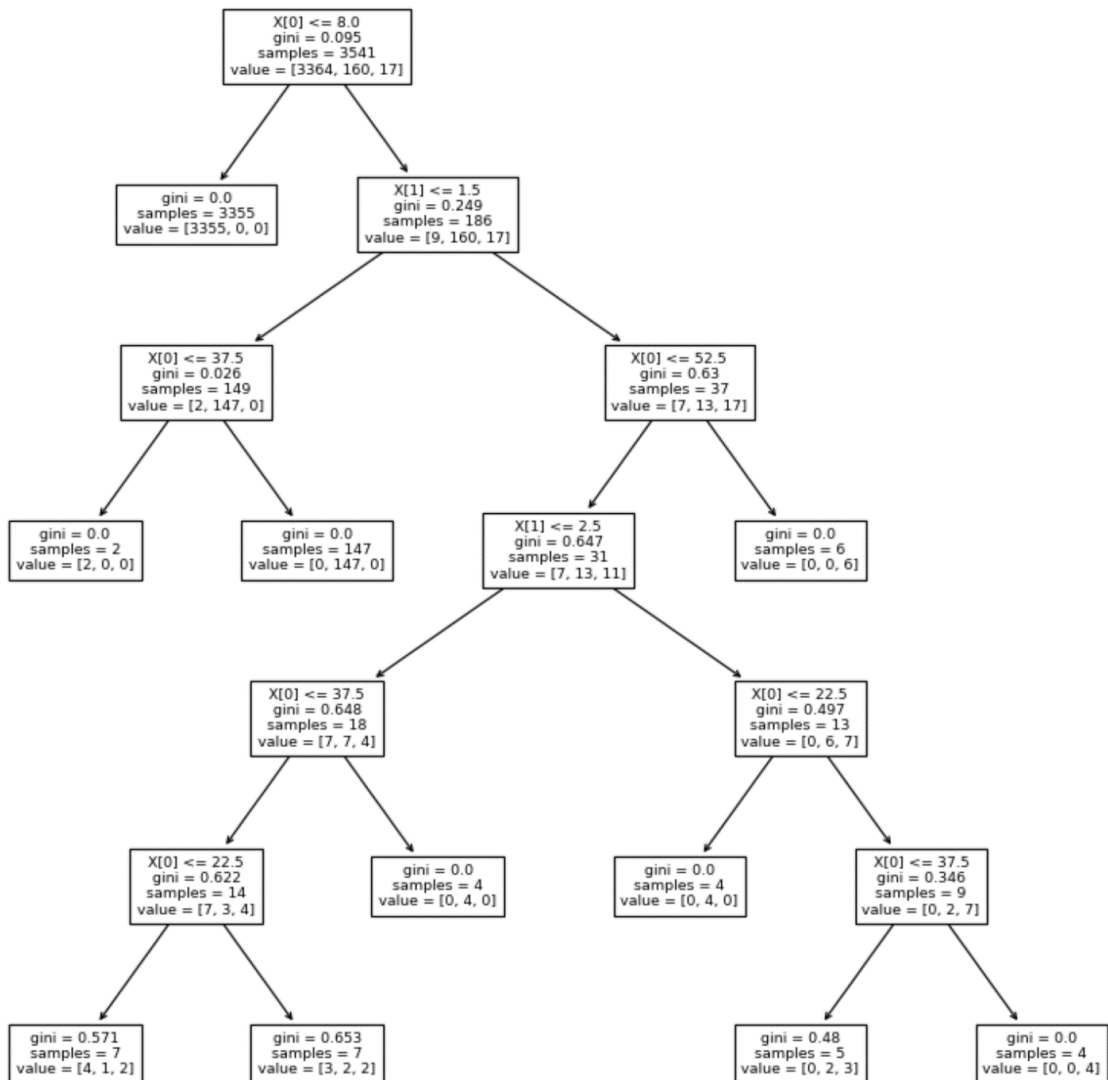 X[0] <= 8.0
gini = 0.095
samples = 3541
value = [3364, 160, 17]
gini = 0.0
samples = 3355
value = [3355, 0, 0]
X[1] <= 1.5
gini = 0.249
samples = 186
value = [9, 160, 17]
X[0] <= 37.5
gini = 0.026
samples = 149
value = [2, 147, 0]
X[0] <= 52.5
gini = 0.63
samples = 37
value = [7, 13, 17]
gini = 0.0
samples = 2
value = [2, 0, 0]
gini = 0.0
samples = 147
value = [0, 147, 0]
X[1] <= 2.5
gini = 0.647
samples = 31
value = [7, 13, 11]
gini = 0.0
samples = 6
value = [0, 0, 6]
X[0] <= 37.5
gini = 0.648
samples = 18
value = [7, 7, 4]
X[0] <= 22.5
gini = 0.497
samples = 13
value = [0, 6, 7]
X[0] <= 22.5
gini = 0.622
samples = 14
value = [7, 3, 4]
gini = 0.0
samples = 4
value = [0, 4, 0]
gini = 0.0
samples = 4
value = [0, 4, 0]
X[0] <= 37.5
gini = 0.346
samples = 9
value = [0, 2, 7]
gini = 0.571
samples = 7
value = [4, 1, 2]
gini = 0.653
samples = 7
value = [3, 2, 2]
gini = 0.48
samples = 5
value = [0, 2, 3]
gini = 0.0
samples = 4
value = [0, 0, 4]